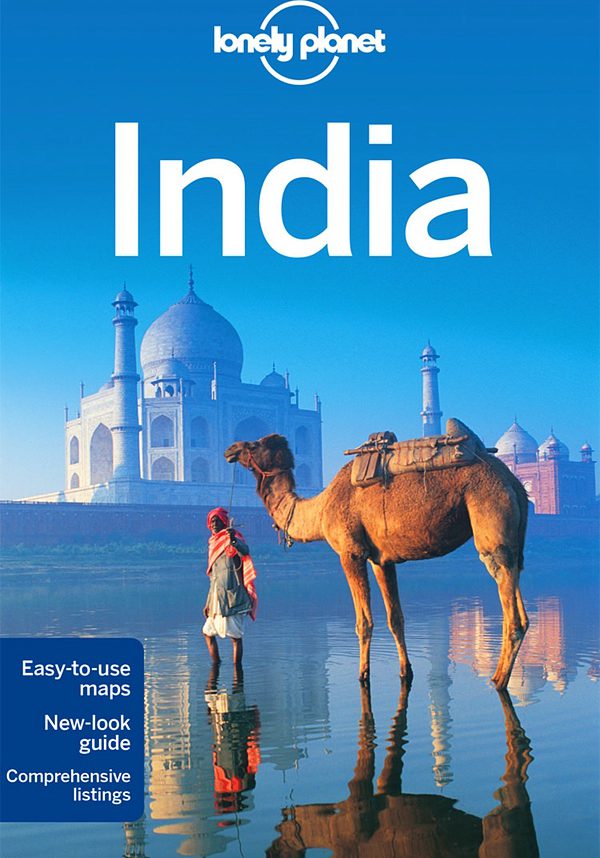 lonely planet
India
Easy-to-use
maps
New-look
guide
Comprehensive
listings